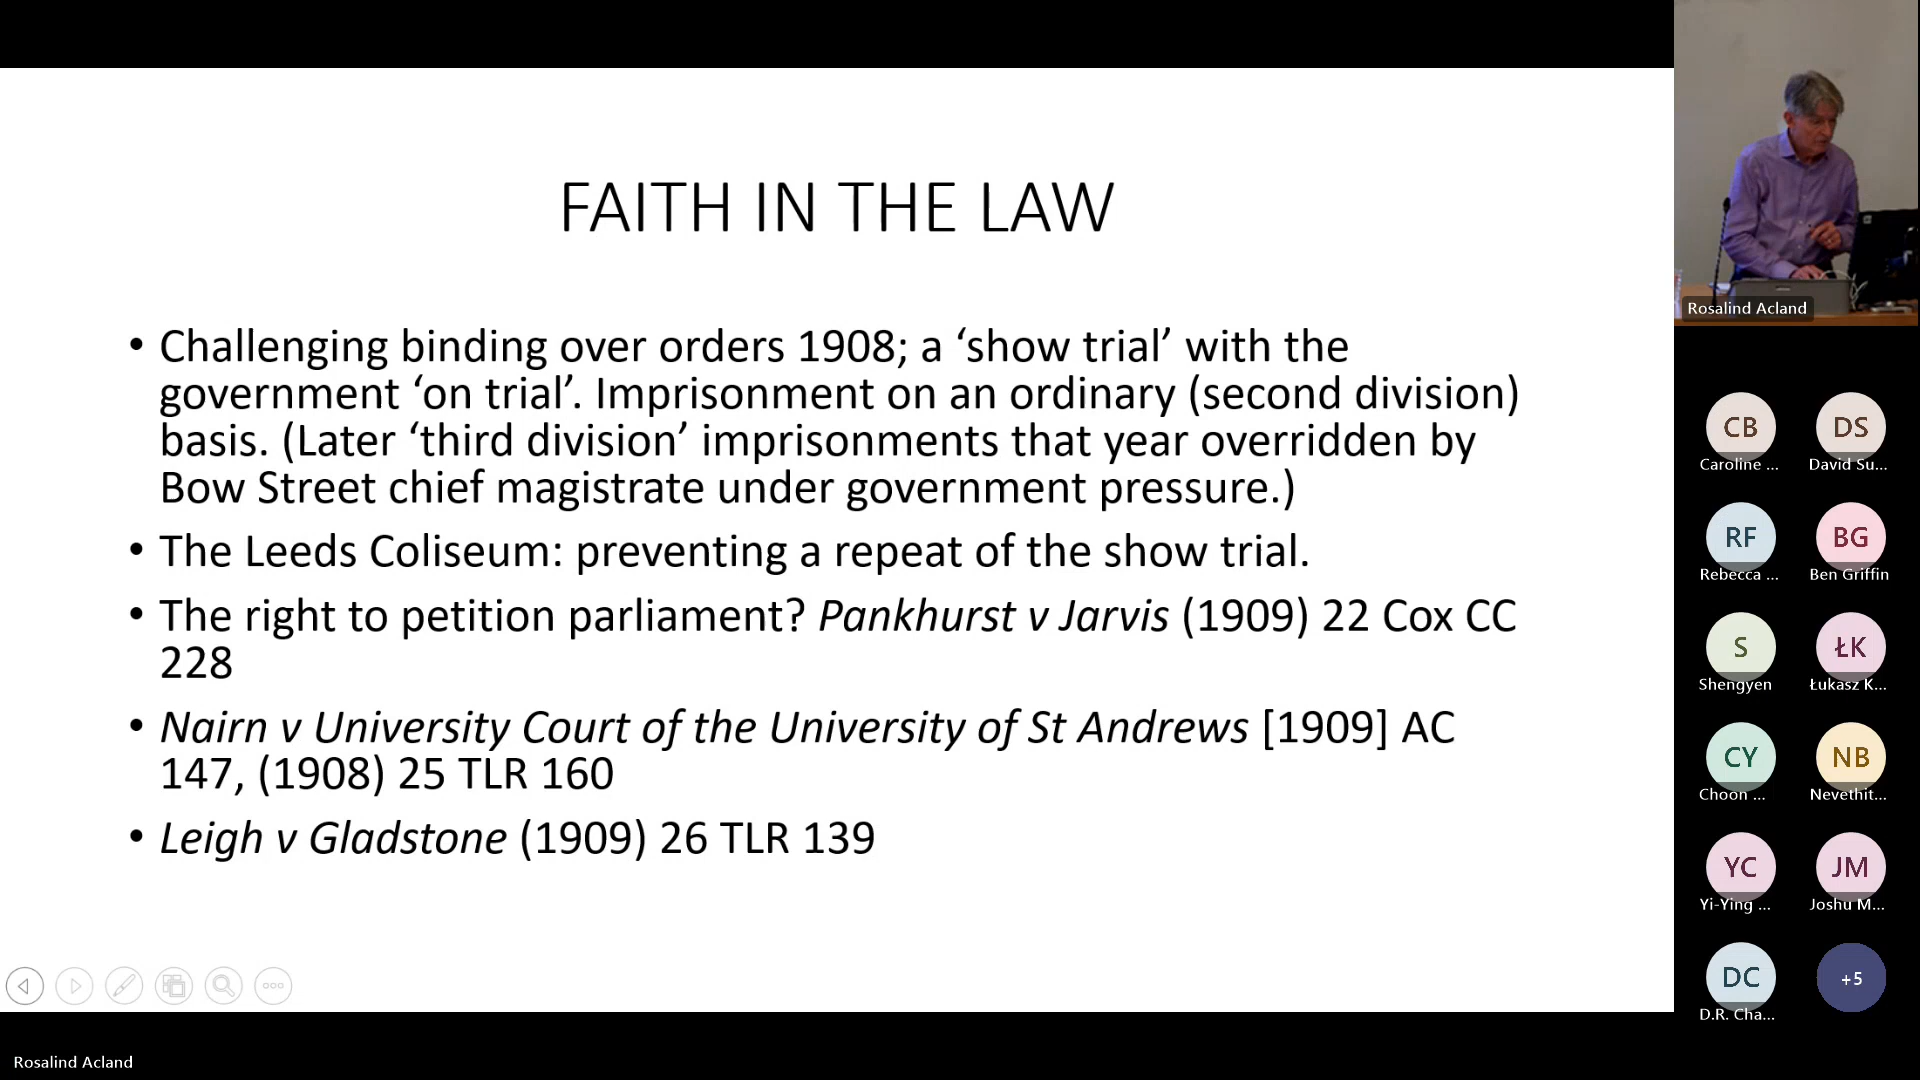 FAITH IN THE LAW
• Challenging binding over orders 1908; a ‘show trial’ with the
government ‘on trial’. Imprisonment on an ordinary (second division)
basis. (Later ‘third division’ imprisonments that year overridden by
Bow Street chief magistrate under government pressure.)
• The Leeds Coliseum: preventing a repeat of the show trial.
• The right to petition parliament? Pankhurst v Jarvis (1909) 22 Cox CC
228
• Nairn v University Court of the University of St Andrews [1909] AC
147, (1908) 25 TLR 160
• Leigh v Gladstone (1909) 26 TLR 139
Rosalind Acland
Rosalind Acland
CB
Caroline ...
DS
David Su...
RF
Rebecca ...
BG
Ben Griffin
S
Shengyen
ŁK
Łukasz K...
CY
Choon ...
NB
Nevethit...
YC
Yi-Ying ...
JM
Joshu M...
DC
D.R. Cha...
+5